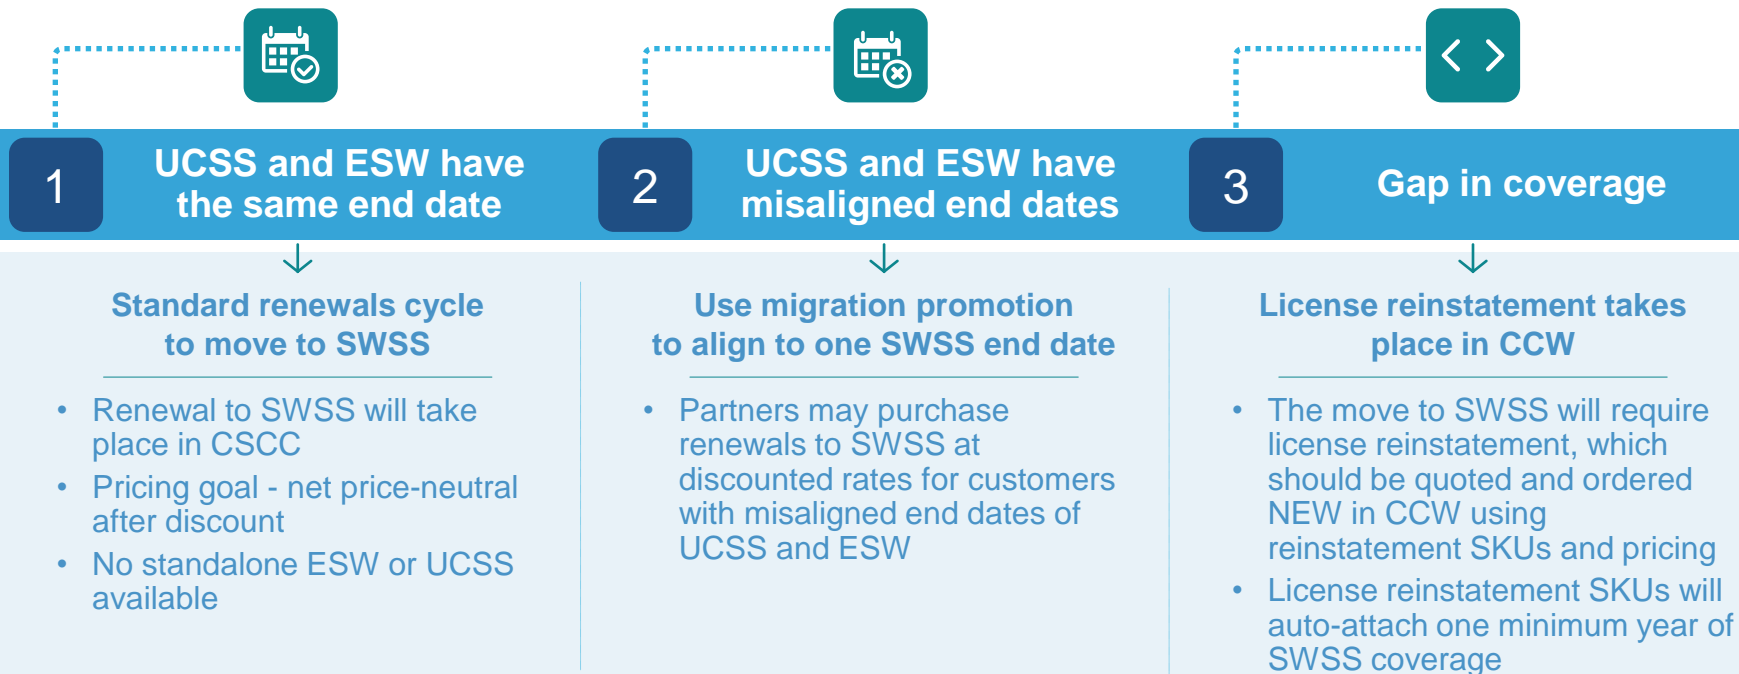 1
UCSS and ESW have
the same end date
Standard renewals cycle
to move to SWSS
• Renewal to SWSS will take
place in CSCC
• Pricing goal - net price-neutral
after discount
• No standalone ESW or UCSS
available
2
UCSS and ESW have
misaligned end dates
Use migration promotion
to align to one SWSS end date
• Partners may purchase
renewals to SWSS at
discounted rates for customers
with misaligned end dates of
UCSS and ESW
3
Gap in coverage
License reinstatement takes
place in CCW
• The move to SWSS will require
license reinstatement, which
should be quoted and ordered
NEW in CCW using
reinstatement SKUs and pricing
• License reinstatement SKUs will
auto-attach one minimum year of
SWSS coverage